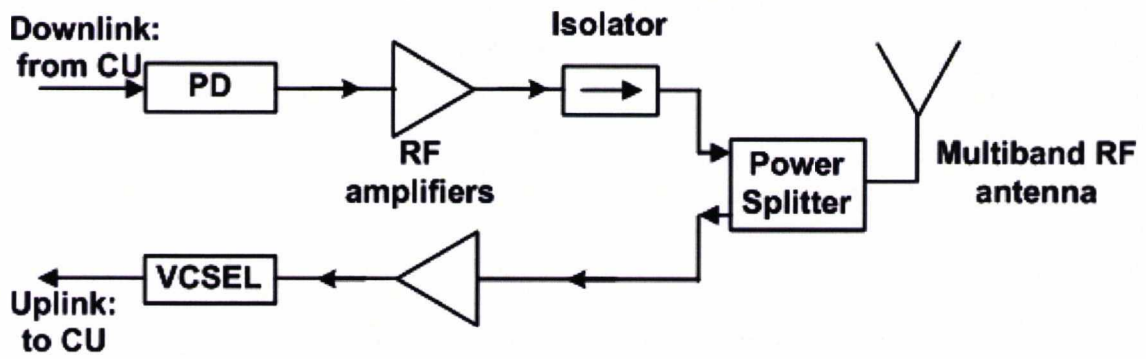 Downlink:
from CU
PD
Isolator
RF
amplifiers
Power
Splitter
Multiband RF
antenna
VCSEL
Uplink:
to CU